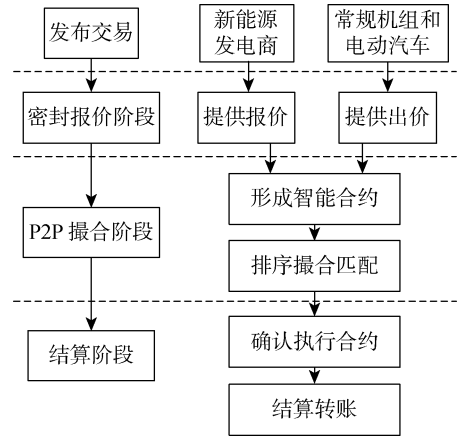 发布交易
新能源
发电商
常规机组和
电动汽车
密封报价阶段
提供报价
提供出价
形成智能合约
P2P 撮合阶段
排序撮合匹配
确认执行合约
结算阶段
结算转账